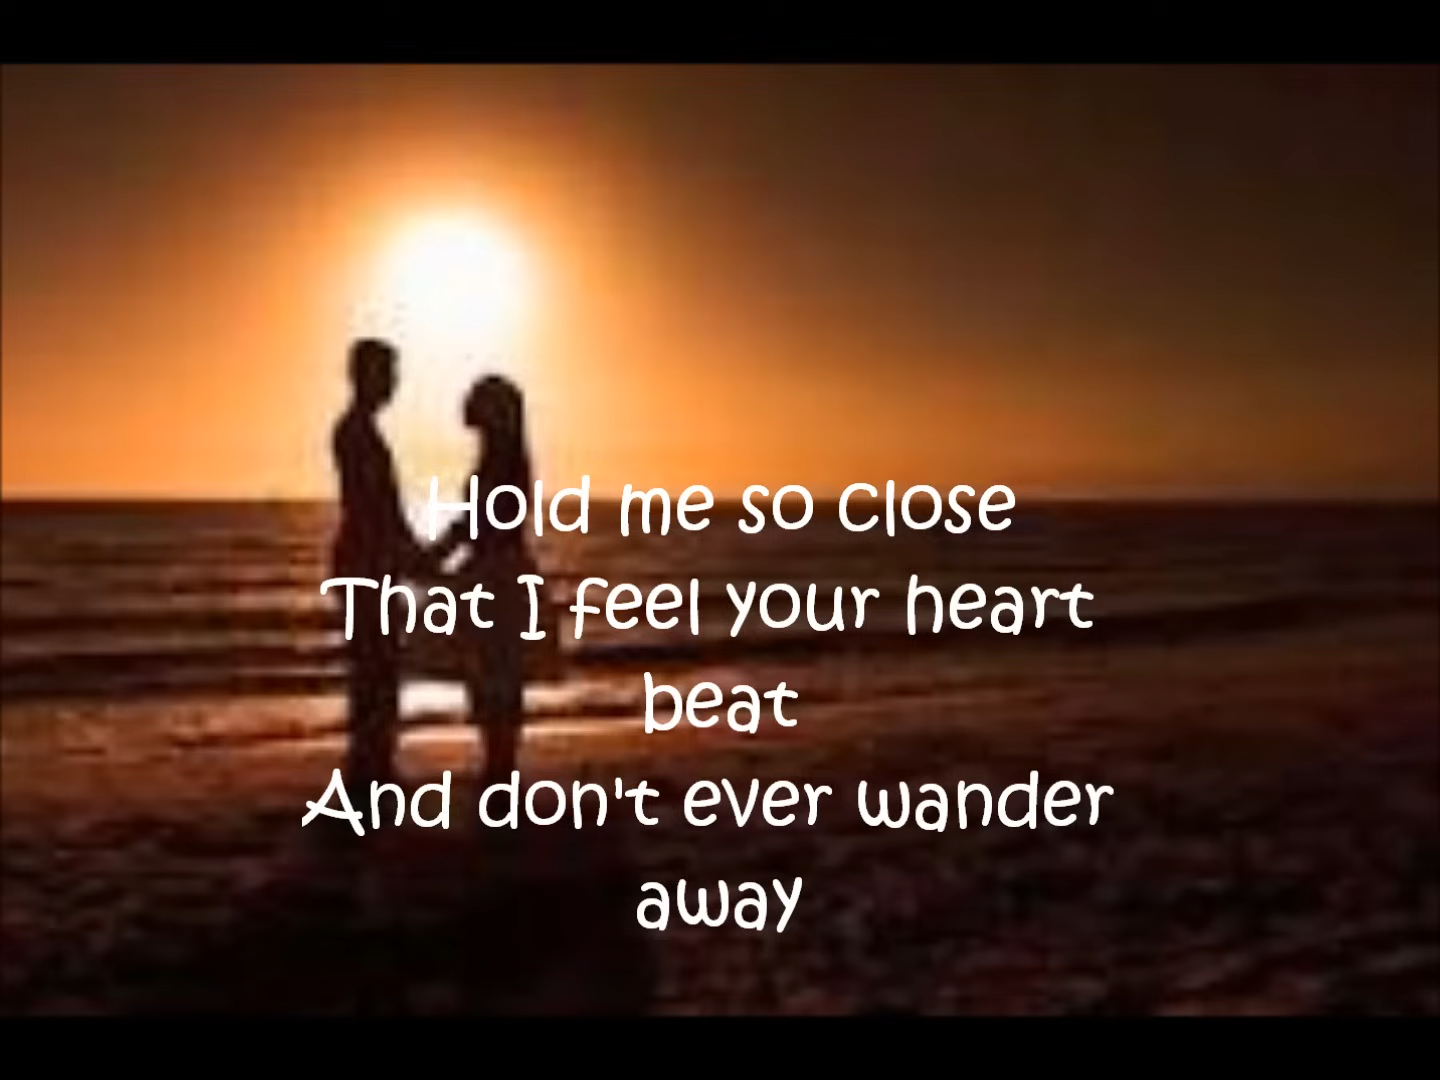 Hold me so close
That I feel your heart
beat
And don't ever wander
away